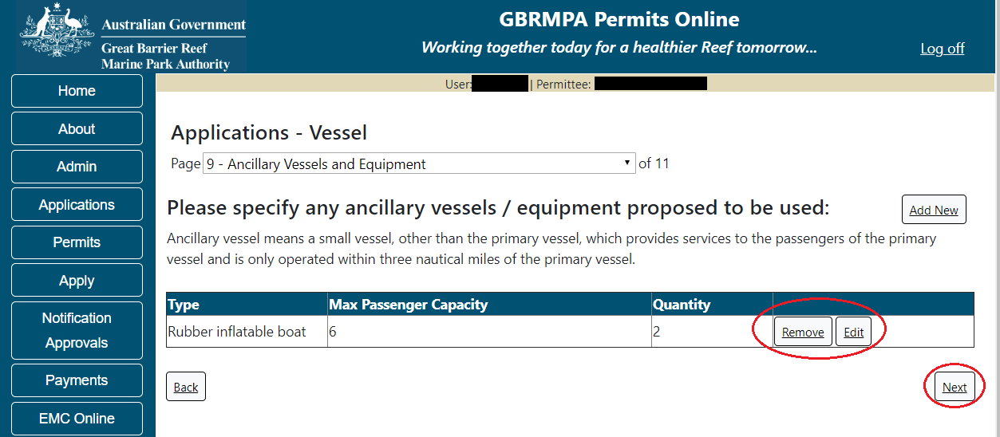 Australian Government
Great Barrier Reef
Marine Park Authority
GBRMPA Permits Online
Working together today for a healthier Reef tomorrow...
Log off
User: | Permittee:
Home
About
Admin
Applications
Permits
Apply
Notification
Approvals
Payments
EMC Online
Applications - Vessel
Page 9 - Ancillary Vessels and Equipment of 11
Please specify any ancillary vessels / equipment proposed to be used:
Add New
Ancillary vessel means a small vessel, other than the primary vessel, which provides services to the passengers of the primary
vessel and is only operated within three nautical miles of the primary vessel.
Type Max Passenger Capacity Quantity
Rubber inflatable boat 6 2 Remove Edit
Back Next